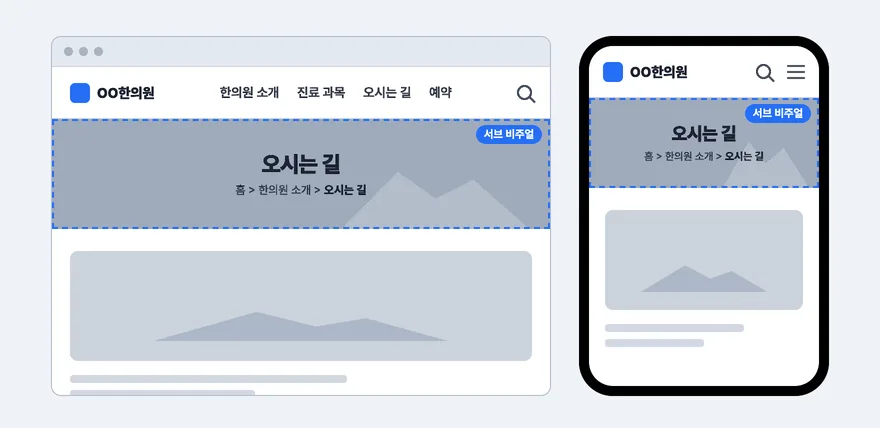 OO한의원 한의원 소개 진료 과목 오시는 길 예약
서브 비주얼
오시는 길
홈 > 한의원 소개 > 오시는 길
OO한의원
서브 비주얼
오시는 길
홈 > 한의원 소개 > 오시는 길